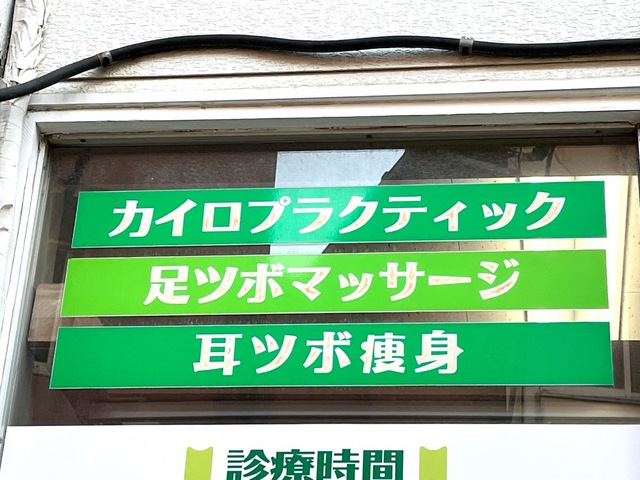 カイロプラクティック
足ツボマッサージ
耳ツボ痩身
診療時間